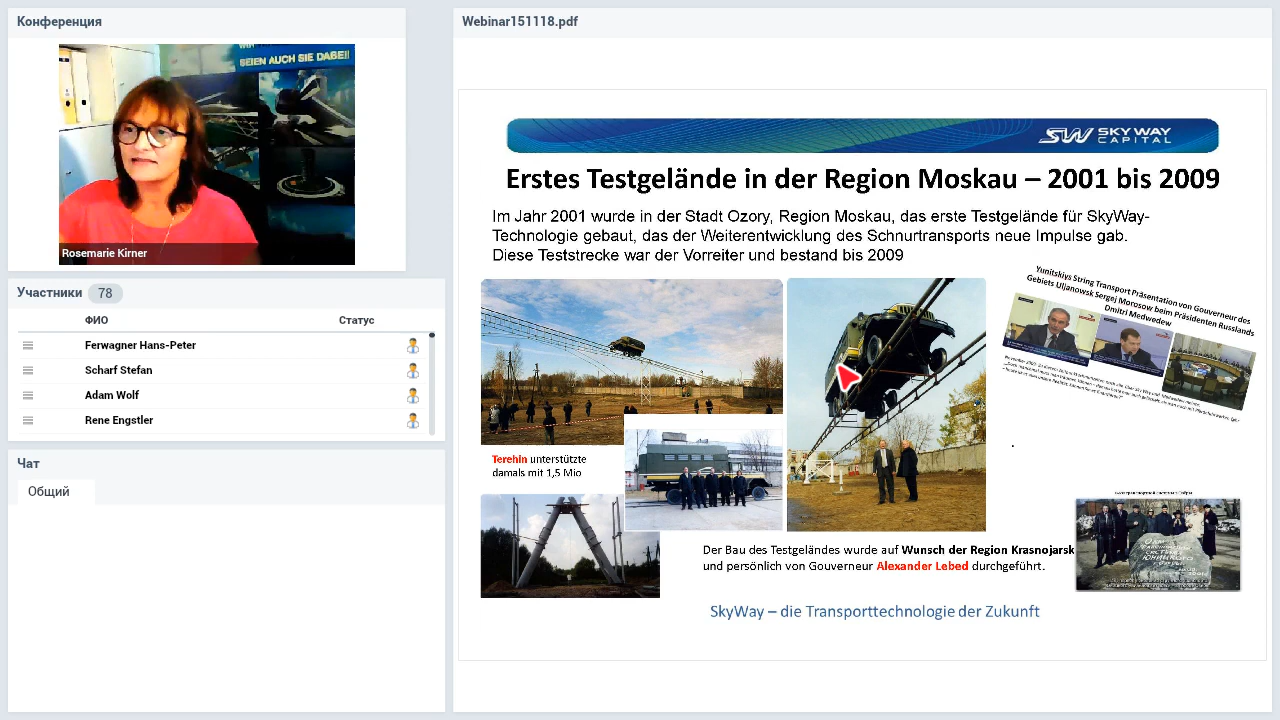 Конференция
SEIEN AUCH SIE DABEI!
Rosemarie Kirner
Участники 78
ФИО Статус
Ferwagner Hans-Peter
Scharf Stefan
Adam Wolf
Rene Engstler
Чат
Общий
Webinar151118.pdf
SW SKY WAY
CAPITAL
Erstes Testgelände in der Region Moskau – 2001 bis 2009
Im Jahr 2001 wurde in der Stadt Ozory, Region Moskau, das erste Testgelände für SkyWay-
Technologie gebaut, das der Weiterentwicklung des Schnurtransports neue Impulse gab.
Diese Teststrecke war der Vorreiter und bestand bis 2009
Yunitskiys String Transport Präsentation von Gouverneur des
Gebiets Uljanowsk Sergej Morosow beim Präsidenten Russlands
Dmitri Medwedew
Terehin unterstützte
damals mit 1,5 Mio
Der Bau des Testgeländes wurde auf Wunsch der Region Krasnojarsk
und persönlich von Gouverneur Alexander Lebed durchgeführt.
SkyWay – die Transporttechnologie der Zukunft